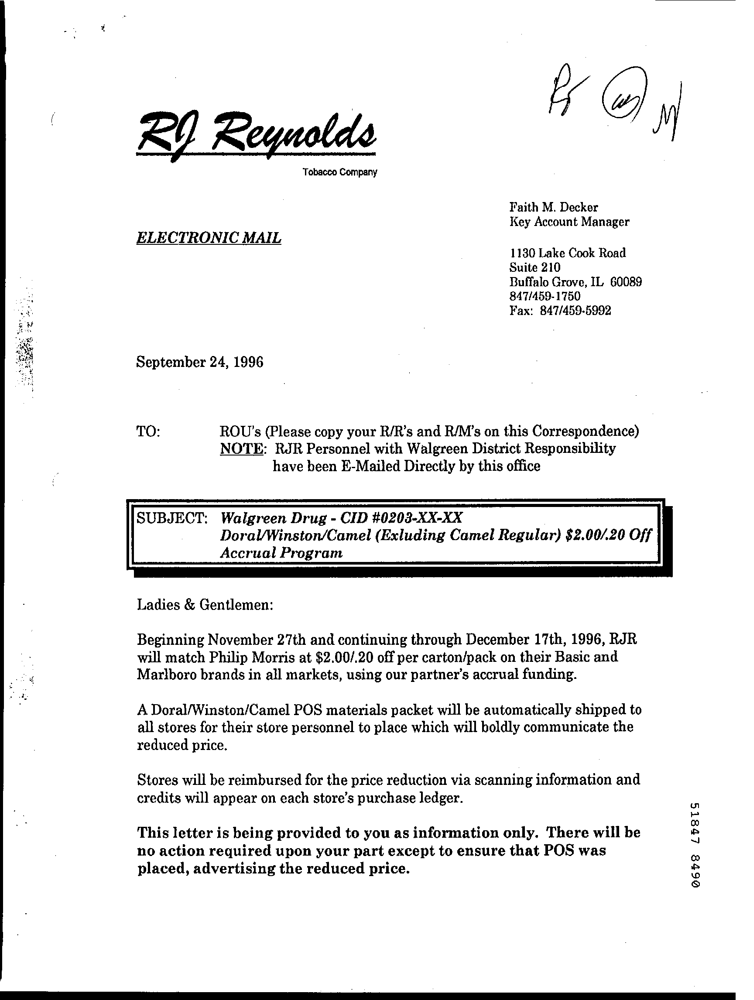 RJ Reynolds
Tobacco Company
Faith M. Decker
Key Account Manager
ELECTRONIC MAIL
1130 Lake Cook Road
Suite 210
Buffalo Grove, IL 60089
847/459-1750
Fax: 847/459-5992
September 24, 1996
TO: ROU's (Please copy your R/R's and R/M's on this Correspondence)
NOTE: RJR Personnel with Walgreen District Responsibility
have been E-Mailed Directly by this office
SUBJECT: Walgreen Drug - CID #0203-XX-XX
Doral/Winston/Camel (Exluding Camel Regular) $2.00/.20 Off
Accrual Program
Ladies & Gentlemen:
Beginning November 27th and continuing through December 17th, 1996, RJR
will match Philip Morris at $2.00/.20 off per carton/pack on their Basic and
Marlboro brands in all markets, using our partner's accrual funding.
A Doral/Winston/Camel POS materials packet will be automatically shipped to
all stores for their store personnel to place which will boldly communicate the
reduced price.
Stores will be reimbursed for the price reduction via scanning information and
credits will appear on each store's purchase ledger.
This letter is being provided to you as information only. There will be
no action required upon your part except to ensure that POS was
placed, advertising the reduced price.
51847 8490